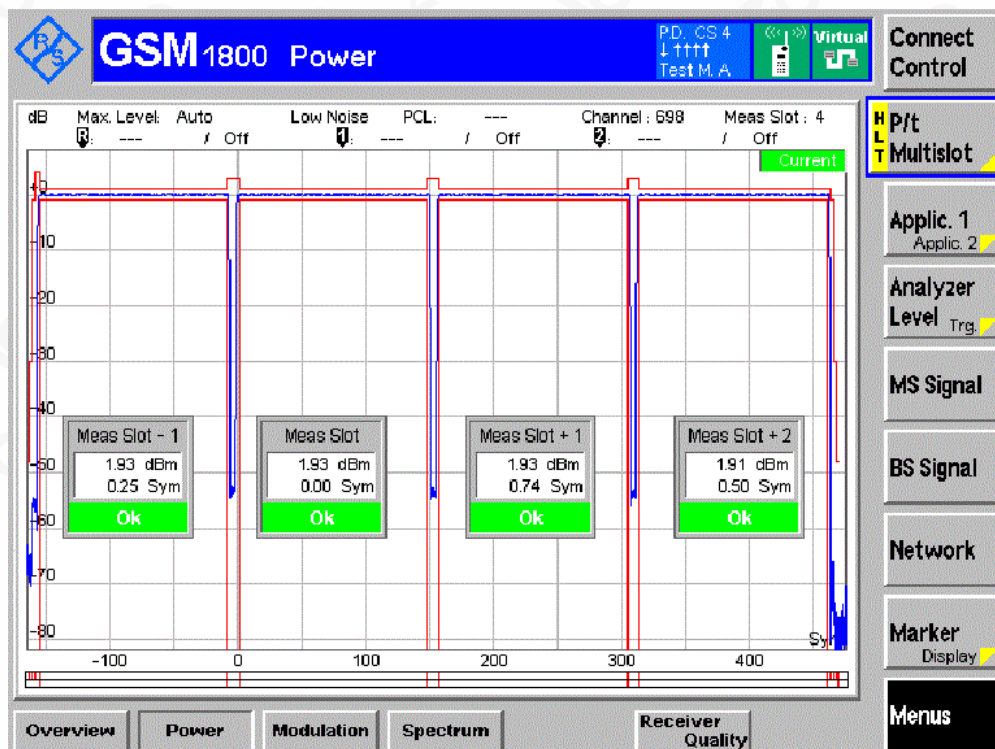 R/S
GSM 1800 Power
PD. CS 4
↓↑↑↑↑
Test M. A
Virtual
Connect
Control
dB Max. Level: Auto Low Noise PCL: --- Channel : 698 Meas Slot : 4
R: --- / Off 1: --- / Off 2: --- / Off
Current
HLT
P/t
Multislot
Applic. 1
Applic. 2
Analyzer
Level Trg.
MS Signal
BS Signal
Network
Marker
Display
Menus
+0
-10
-20
-30
-40
-50
-60
-70
-80
Meas Slot - 1
1.93 dBm
0.25 Sym
Ok
Meas Slot
1.93 dBm
0.00 Sym
Ok
Meas Slot + 1
1.93 dBm
0.74 Sym
Ok
Meas Slot + 2
1.91 dBm
0.50 Sym
Ok
-100 0 100 200 300 400
Overview Power Modulation Spectrum Receiver Quality